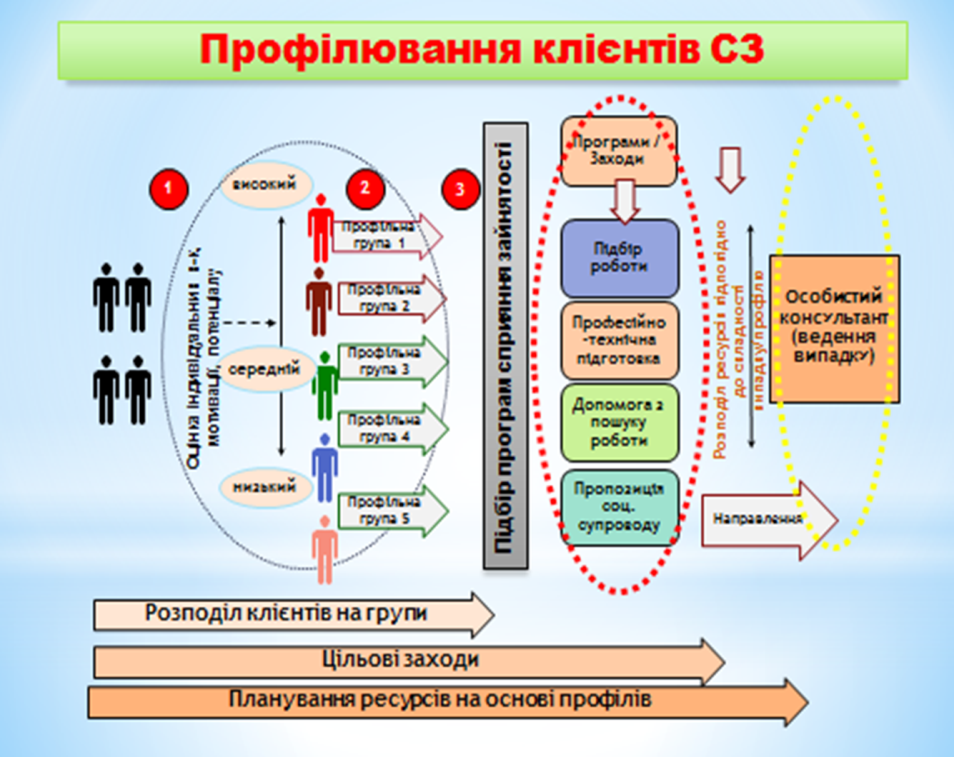 Профілювання клієнтів СЗ
1
2
3
високий
середній
низький
Оцінка індивідуальних
мотивації, потенціалу
Профільна
група 1
Профільна
група 2
Профільна
група 3
Профільна
група 4
Профільна
група 5
Підбір програм сприяння зайнятості
Програми /
Заходи
Підбір
роботи
Професійно
-технічна
підготовка
Допомога з
пошуку
роботи
Пропозиція
соц.
супроводу
Розподіл ресурсів відповідно
до складності
випадку/профілю
Направлення
Особистий
консультант
(ведення
випадку)
Розподіл клієнтів на групи
Цільові заходи
Планування ресурсів на основі профілів